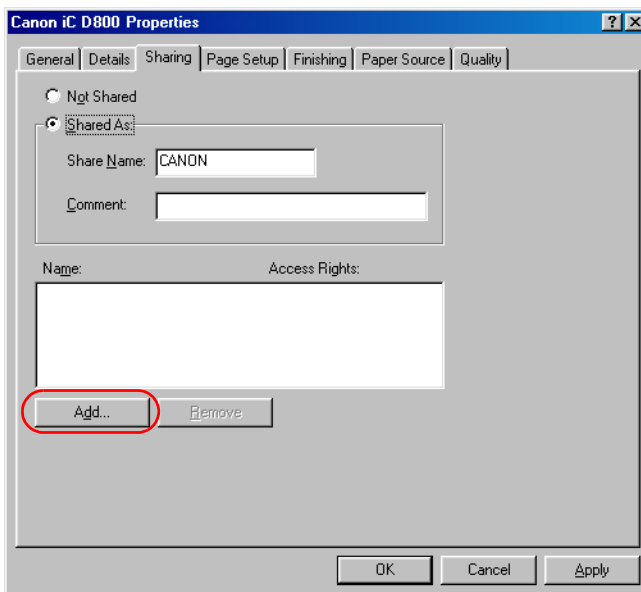 Canon iC D800 Properties
General Details Sharing Page Setup Finishing Paper Source Quality
Not Shared
Shared As:
Share Name: CANON
Comment:
Name: Access Rights:
Add... Remove
OK Cancel Apply